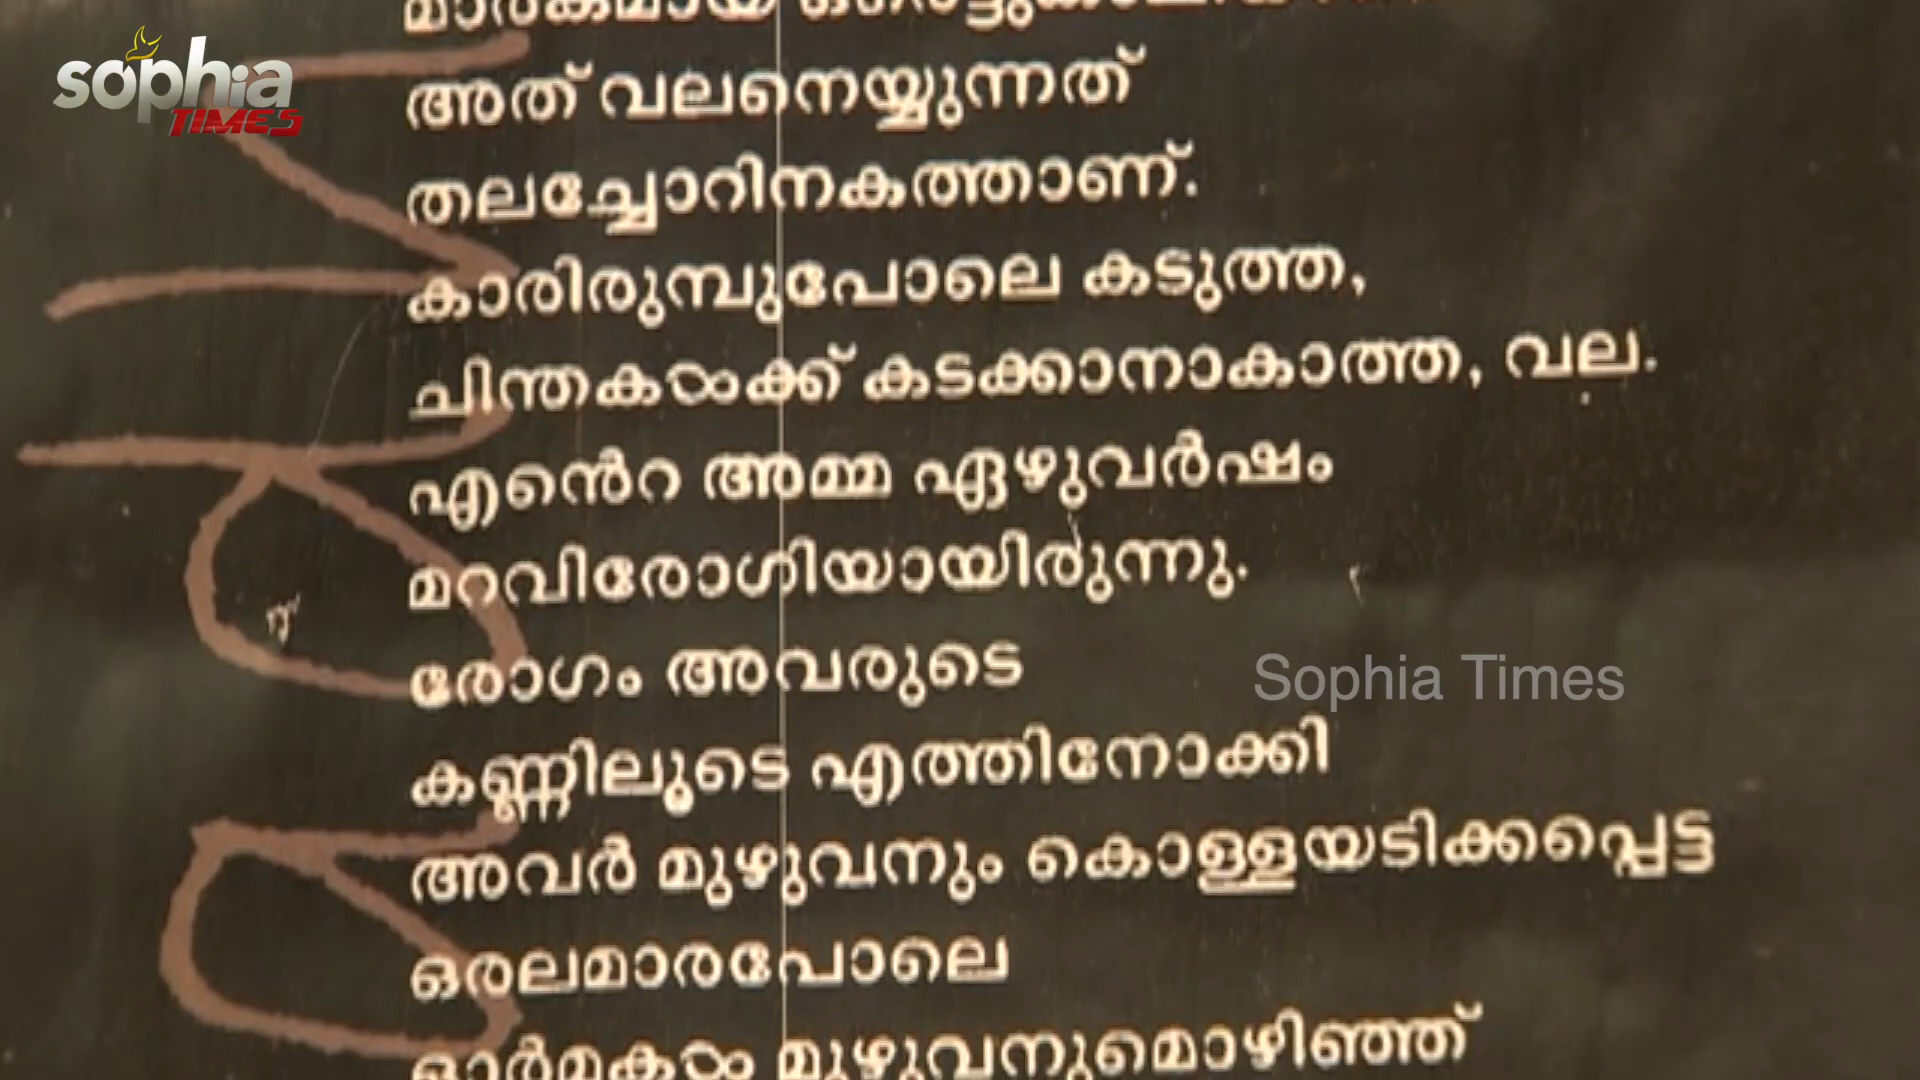 sophia
TIMES
മാരകമായ
അത് വലനെയ്യുന്നത്
തലച്ചോറിനകത്താണ്.
കാരിരുമ്പുപോലെ കടുത്ത,
ചിന്തകൾക്ക് കടക്കാനാകാത്ത, വല.
എൻെറ അമ്മ ഏഴുവർഷം
മറവിരോഗിയായിരുന്നു.
രോഗം അവരുടെ
Sophia Times
കണ്ണിലൂടെ എത്തിനോക്കി
അവർ മുഴുവനും കൊള്ളയടിക്കപ്പെട്ട
ഒരലമാരപോലെ
ഓർമകൾ മുഴുവനുമൊഴിഞ്ഞ്